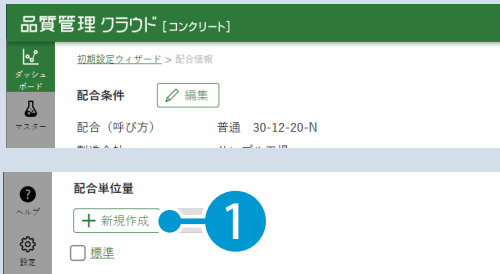 品質管理クラウド［コンクリート］
ダッシュ
ボード
初期設定ウィザード > 配合情報
配合条件
編集
マスター
配合（呼び方）
普通 30-12-20-N
ヘルプ
配合単位量
新規作成
1
標準
設定